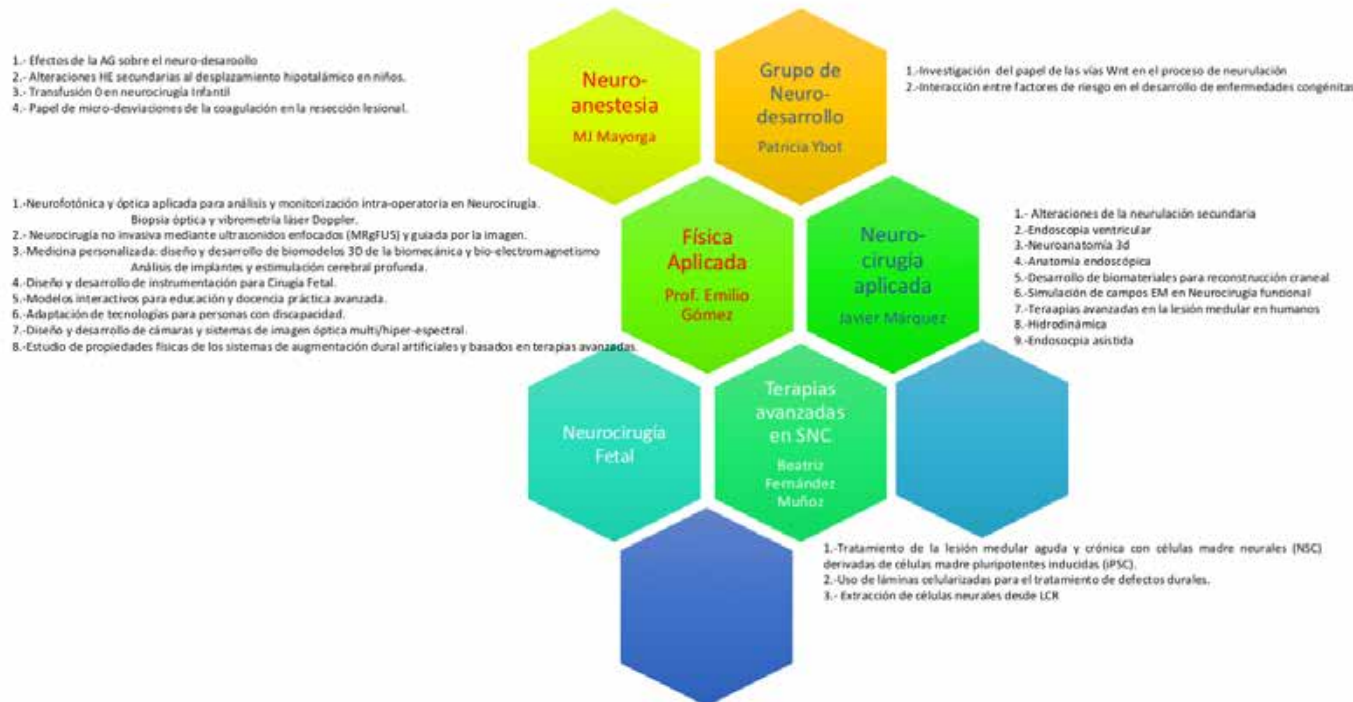 1.- Efectos de la AG sobre el neuro-desaroollo
2.- Alteraciones HE secundarias al desplazamiento hipotalámico en niños.
3.- Transfusión 0 en neurocirugía Infantil
4.- Papel de micro-desviaciones de la coagulación en la resección lesional.
Neuro-
anestesia
MJ Mayorga
Grupo de
Neuro-
desarrollo
Patricia Ybot
1.-Investigación del papel de las vías Wnt en el proceso de neurulación
2.-Interacción entre factores de riesgo en el desarrollo de enfermedades congénitas
1.-Neurofotónica y óptica aplicada para análisis y monitorización intra-operatoria en Neurocirugía.
Biopsia óptica y vibrometría láser Doppler.
2.- Neurocirugía no invasiva mediante ultrasonidos enfocados (MRgFUS) y guiada por la imagen.
3.-Medicina personalizada: diseño y desarrollo de biomodelos 3D de la biomecánica y bio-electromagnetismo
Análisis de implantes y estimulación cerebral profunda.
4.-Diseño y desarrollo de instrumentación para Cirugía Fetal.
5.-Modelos interactivos para educación y docencia práctica avanzada.
6.-Adaptación de tecnologías para personas con discapacidad.
7.-Diseño y desarrollo de cámaras y sistemas de imagen óptica multi/hiper-espectral.
8.-Estudio de propiedades físicas de los sistemas de augmentación dural artificiales y basados en terapias avanzadas.
Física
Aplicada
Prof. Emilio
Gómez
Neuro-
cirugía
aplicada
Javier Márquez
1.- Alteraciones de la neurulación secundaria
2.-Endoscopia ventricular
3.-Neuroanatomía 3d
4.-Anatomía endoscópica
5.-Desarrollo de biomateriales para reconstrucción craneal
6.-Simulación de campos EM en Neurocirugía funcional
7.-Teraapias avanzadas en la lesión medular en humanos
8.-Hidrodinámica
9.-Endosocpia asistida
Neurocirugía
Fetal
Terapias
avanzadas
en SNC
Beatriz
Fernández
Muñoz
1.-Tratamiento de la lesión medular aguda y crónica con células madre neurales (NSC)
derivadas de células madre pluripotentes inducidas (iPSC).
2.-Uso de láminas celularizadas para el tratamiento de defectos durales.
3.- Extracción de células neurales desde LCR